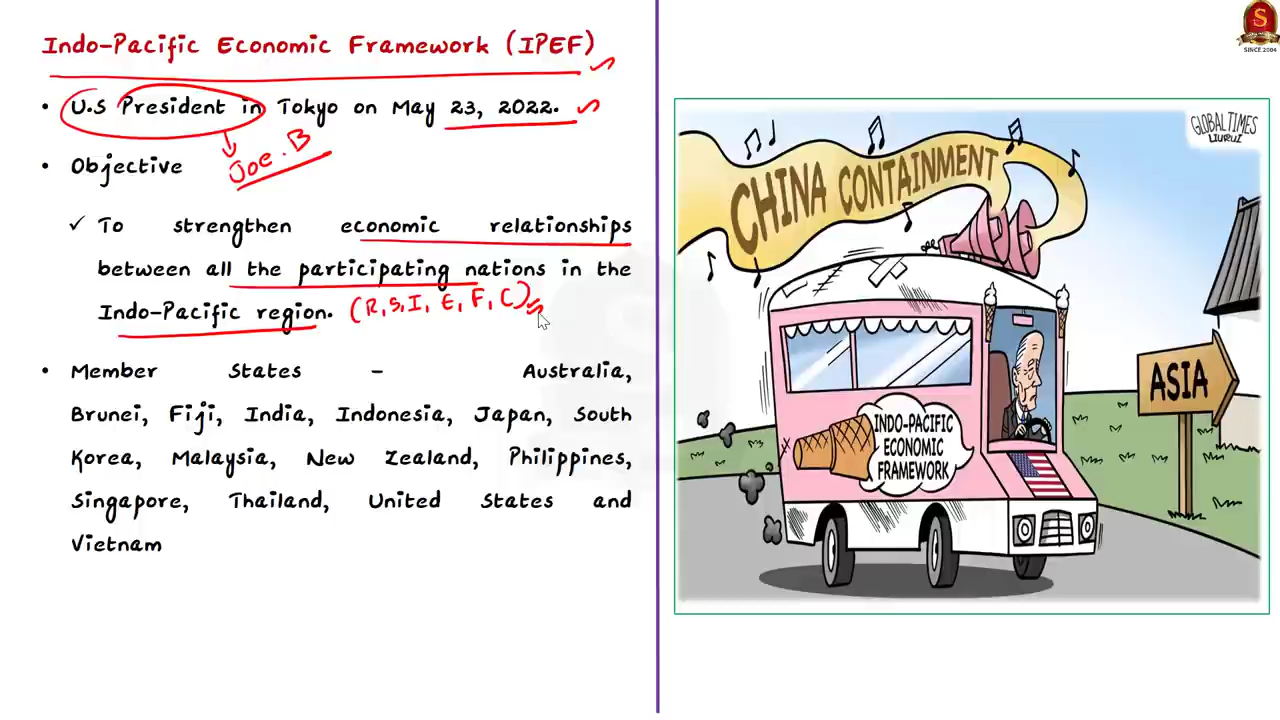 Indo-Pacific Economic Framework (IPEF)
• U.S President in Tokyo on May 23, 2022.
Joe. B
• Objective
✓ To strengthen economic relationships
between all the participating nations in the
Indo-Pacific region. (R, S, I, E, F, C)
• Member States – Australia,
Brunei, Fiji, India, Indonesia, Japan, South
Korea, Malaysia, New Zealand, Philippines,
Singapore, Thailand, United States and
Vietnam
S
SINCE.2004
GLOBAL TIMES
LIU RUI
CHINA CONTAINMENT
ASIA
INDO-PACIFIC
ECONOMIC
FRAMEWORK